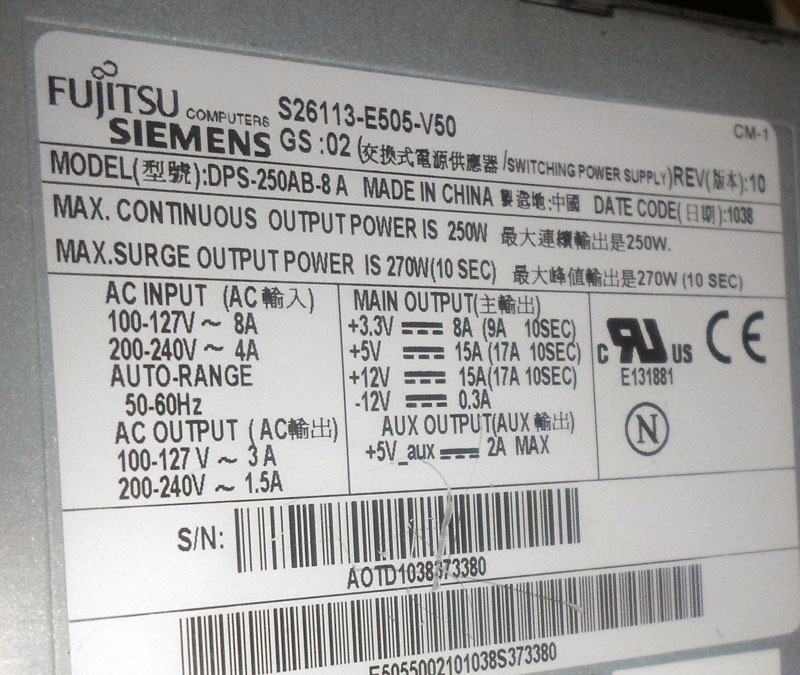 FUJITSU COMPUTERS
SIEMENS
S26113-E505-V50
CM-1
GS :02 (交換式電源供應器/SWITCHING POWER SUPPLY)REV(版本):10
MODEL(型號):DPS-250AB-8 A MADE IN CHINA 製造地:中國 DATE CODE(日期):1038
MAX. CONTINUOUS OUTPUT POWER IS 250W 最大連續輸出是250W.
MAX.SURGE OUTPUT POWER IS 270W(10 SEC) 最大峰值輸出是270W (10 SEC)
AC INPUT (AC輸入)
100-127V ~ 8A
200-240V ~ 4A
AUTO-RANGE
50-60Hz
AC OUTPUT (AC輸出)
100-127 V ~ 3 A
200-240V ~ 1.5A
MAIN OUTPUT(主輸出)
+3.3V ⎓ 8A (9A 10SEC)
+5V ⎓ 15A (17A 10SEC)
+12V ⎓ 15A(17A 10SEC)
-12V ⎓ 0.3A
AUX OUTPUT(AUX 輸出)
+5V_aux ⎓ 2A MAX
C RU US CE
E131881
N
S/N:
AOTD1038373380
E5055002101038S373380